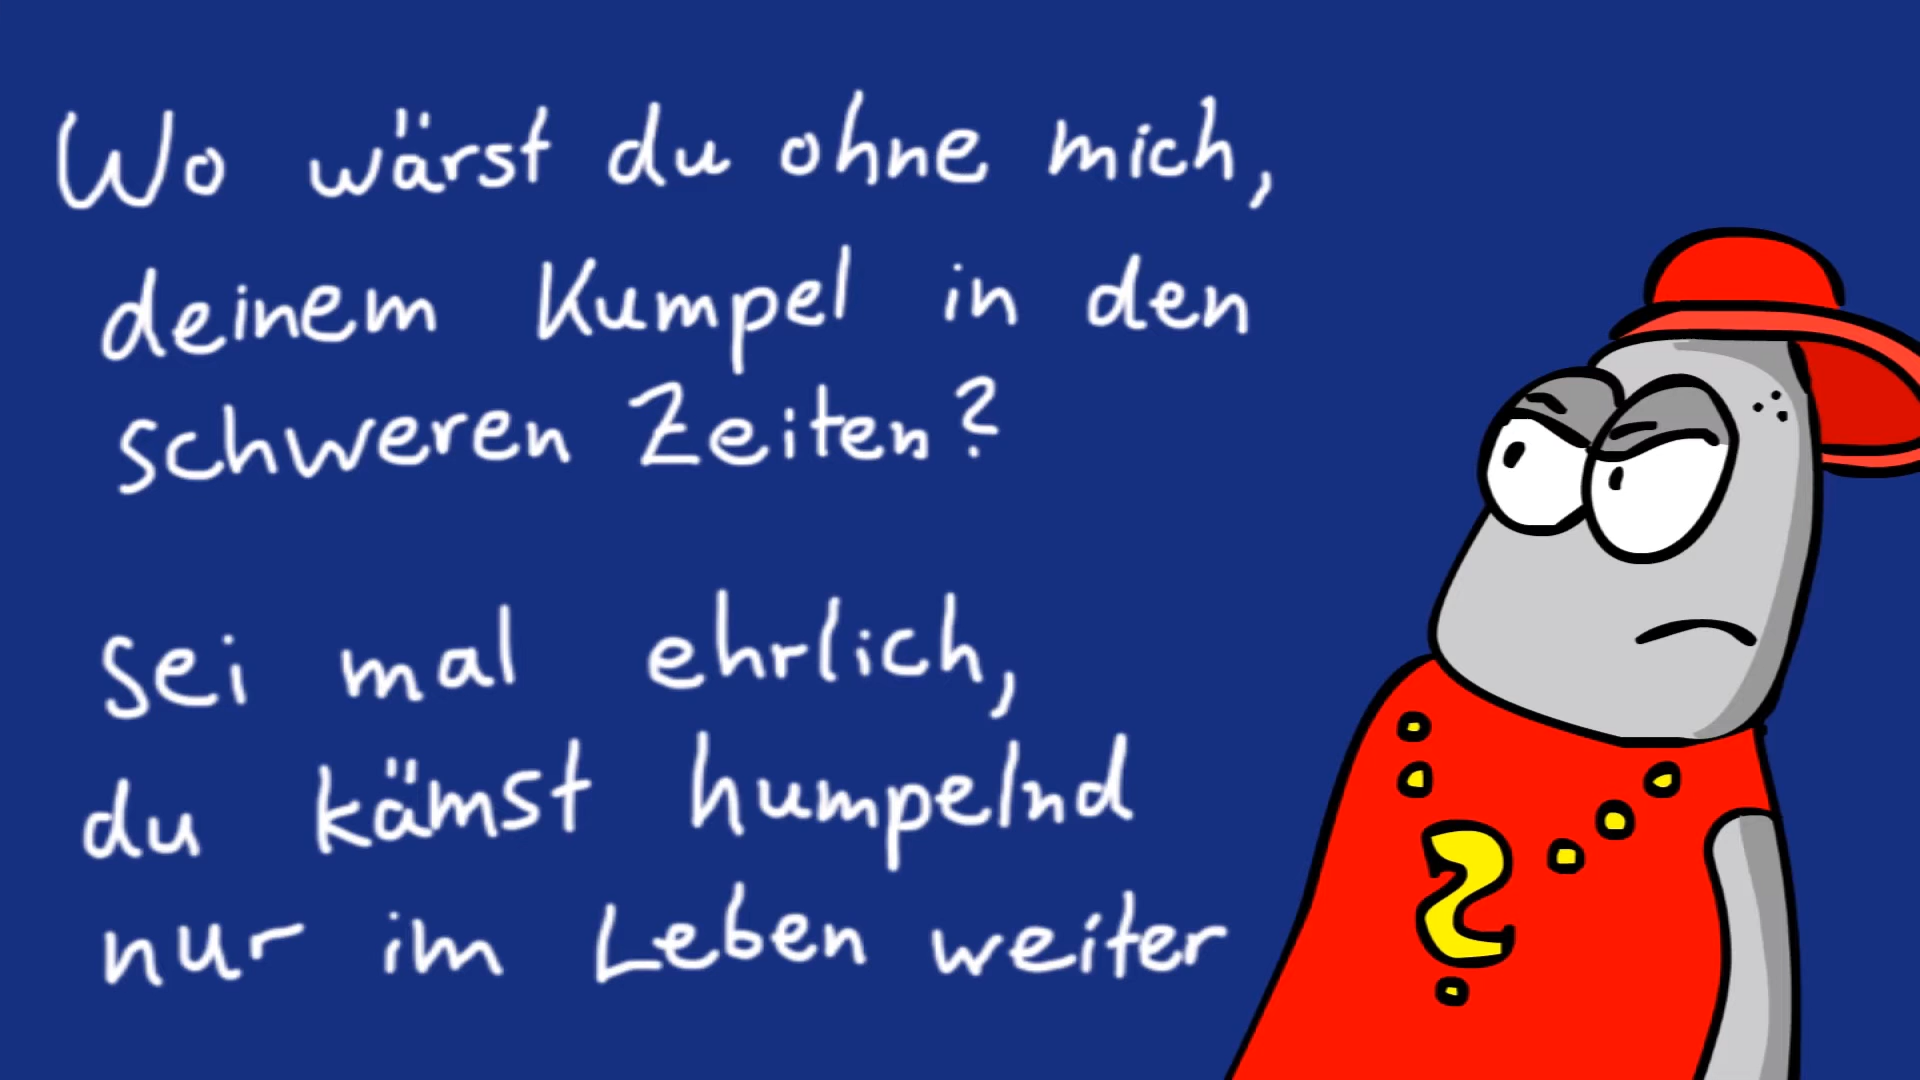 Wo wärst du ohne mich,
deinem Kumpel in den
schweren Zeiten?
Sei mal ehrlich,
du kämst humpelnd
nur im Leben weiter